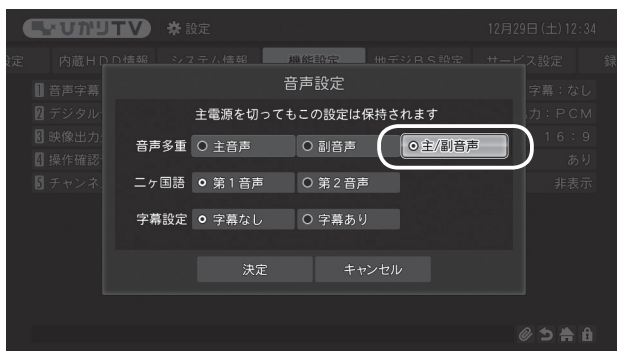 ひかりTV 設定 12月29日(土)12:34
設定 内蔵HDD情報 システム情報 機能設定 地デジBS設定 サービス設定 録
音声設定
主電源を切ってもこの設定は保持されます
1 音声字幕 字幕:なし
2 デジタル 力:PCM
3 映像出力 16:9
4 操作確認 あり
5 チャンネ 非表示
音声多重 主音声 副音声 主/副音声
二ヶ国語 第1音声 第2音声
字幕設定 字幕なし 字幕あり
決定 キャンセル